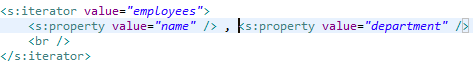 <s:iterator value="employees">
<s:property value="name" /> , <s:property value="department" />
<br />
</s:iterator>